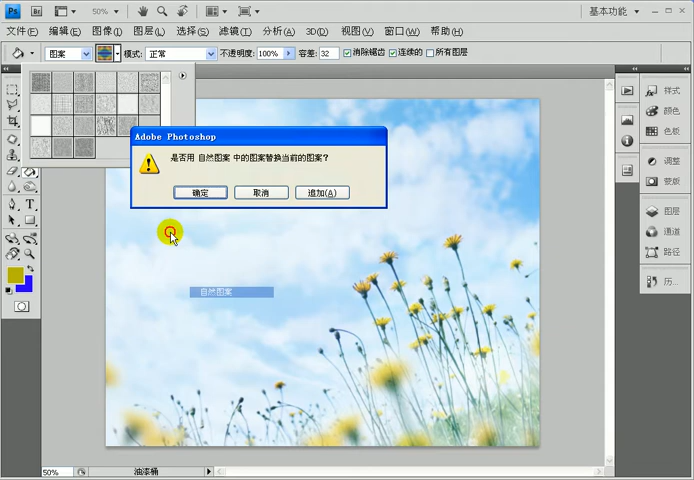 Ps Br 50% 基本功能
文件(F) 编辑(E) 图像(I) 图层(L) 选择(S) 滤镜(T) 分析(A) 3D(D) 视图(V) 窗口(W) 帮助(H)
图案 模式: 正常 不透明度: 100% 容差: 32 消除锯齿 连续的 所有图层
Adobe Photoshop
是否用 自然图案 中的图案替换当前的图案?
确定 取消 追加(A)
自然图案
样式
颜色
色板
调整
蒙版
图层
通道
路径
历...
50% 油漆桶